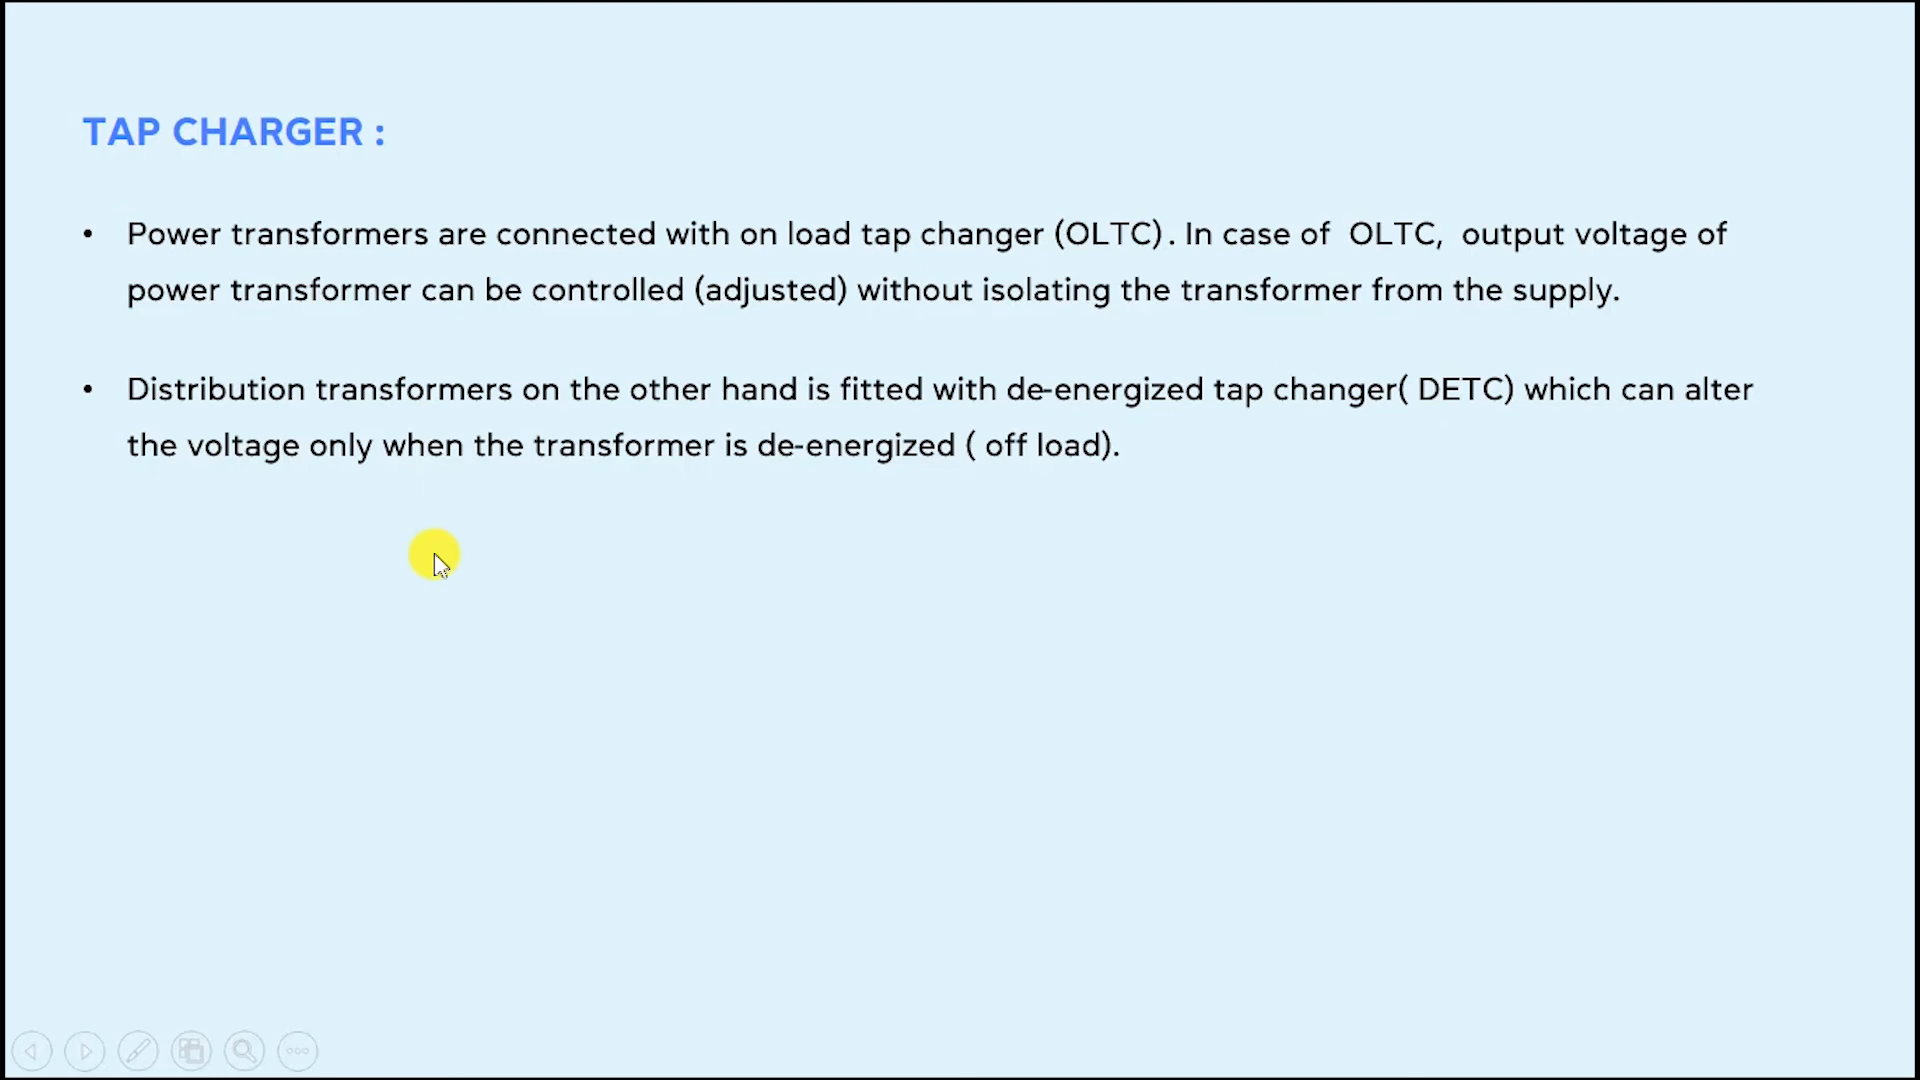 TAP CHARGER :
• Power transformers are connected with on load tap changer (OLTC). In case of OLTC, output voltage of
power transformer can be controlled (adjusted) without isolating the transformer from the supply.
• Distribution transformers on the other hand is fitted with de-energized tap changer( DETC) which can alter
the voltage only when the transformer is de-energized ( off load).